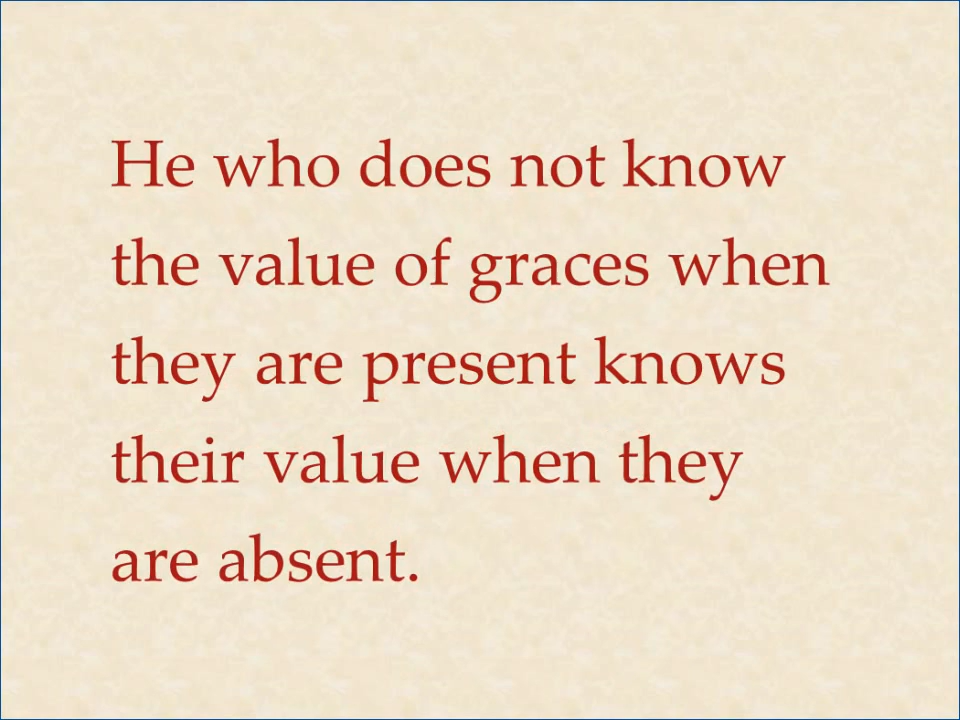 He who does not know
the value of graces when
they are present knows
their value when they
are absent.